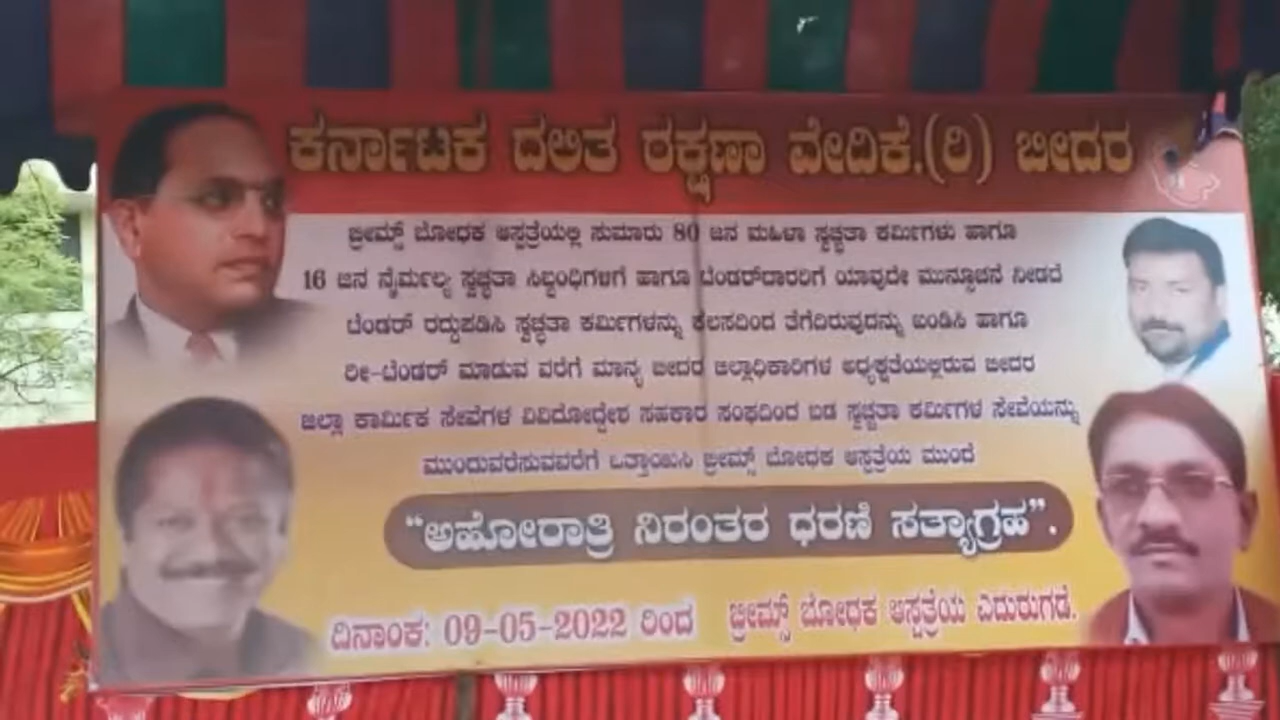 ಕರ್ನಾಟಕ ದಲಿತ ರಕ್ಷಣಾ ವೇದಿಕೆ.(ರಿ) ಬೀದರ
ಬ್ರೀಮ್ಸ್ ಬೋಧಕ ಆಸ್ಪತ್ರೆಯಲ್ಲಿ ಸುಮಾರು 80 ಜನ ಮಹಿಳಾ ಸ್ವಚ್ಛತಾ ಕರ್ಮಿಗಳು ಹಾಗೂ
16 ಜನ ನೈರ್ಮಲ್ಯ ಸ್ವಚ್ಛತಾ ಸಿಬ್ಬಂಧಿಗಳಿಗೆ ಹಾಗೂ ಟೆಂಡರ್‌ದಾರರಿಗೆ ಯಾವುದೇ ಮುನ್ಸೂಚನೆ ನೀಡದೆ
ಟೆಂಡರ್ ರದ್ದುಪಡಿಸಿ ಸ್ವಚ್ಛತಾ ಕರ್ಮಿಗಳನ್ನು ಕೆಲಸದಿಂದ ತೆಗೆದಿರುವುದನ್ನು ಖಂಡಿಸಿ ಹಾಗೂ
ರೀ-ಟೆಂಡರ್ ಮಾಡುವ ವರೆಗೆ ಮಾನ್ಯ ಬೀದರ ಜಿಲ್ಲಾಧಿಕಾರಿಗಳ ಅಧ್ಯಕ್ಷತೆಯಲ್ಲಿರುವ ಬೀದರ
ಜಿಲ್ಲಾ ಕಾರ್ಮಿಕ ಸೇವೆಗಳ ವಿವಿದೋದ್ದೇಶ ಸಹಕಾರ ಸಂಘದಿಂದ ಬಡ ಸ್ವಚ್ಛತಾ ಕರ್ಮಿಗಳ ಸೇವೆಯನ್ನು
ಮುಂದುವರೆಸುವವರೆಗೆ ಒತ್ತಾಯಿಸಿ ಬ್ರೀಮ್ಸ್ ಬೋಧಕ ಆಸ್ಪತ್ರೆಯ ಮುಂದೆ
“ಅಹೋರಾತ್ರಿ ನಿರಂತರ ಧರಣಿ ಸತ್ಯಾಗ್ರಹ”.
ದಿನಾಂಕ: 09-05-2022 ರಿಂದ ಬ್ರೀಮ್ಸ್ ಬೋಧಕ ಆಸ್ಪತ್ರೆಯ ಎದುರುಗಡೆ.